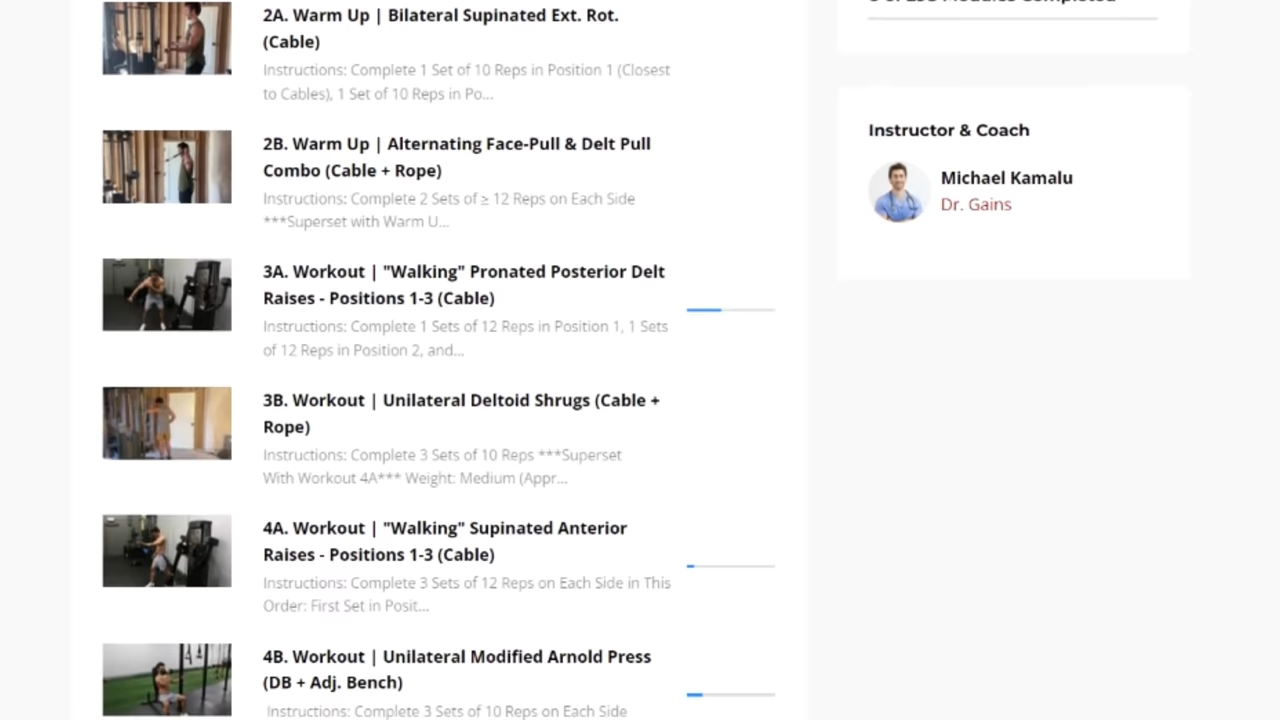 2A. Warm Up | Bilateral Supinated Ext. Rot.
(Cable)
Instructions: Complete 1 Set of 10 Reps in Position 1 (Closest
to Cables), 1 Set of 10 Reps in Po...
2B. Warm Up | Alternating Face-Pull & Delt Pull
Combo (Cable + Rope)
Instructions: Complete 2 Sets of ≥ 12 Reps on Each Side
***Superset with Warm U...
3A. Workout | "Walking" Pronated Posterior Delt
Raises - Positions 1-3 (Cable)
Instructions: Complete 1 Sets of 12 Reps in Position 1, 1 Sets
of 12 Reps in Position 2, and...
3B. Workout | Unilateral Deltoid Shrugs (Cable +
Rope)
Instructions: Complete 3 Sets of 10 Reps ***Superset
With Workout 4A*** Weight: Medium (Appr...
4A. Workout | "Walking" Supinated Anterior
Raises - Positions 1-3 (Cable)
Instructions: Complete 3 Sets of 12 Reps on Each Side in This
Order: First Set in Posit...
4B. Workout | Unilateral Modified Arnold Press
(DB + Adj. Bench)
Instructions: Complete 3 Sets of 10 Reps on Each Side
Instructor & Coach
Michael Kamalu
Dr. Gains